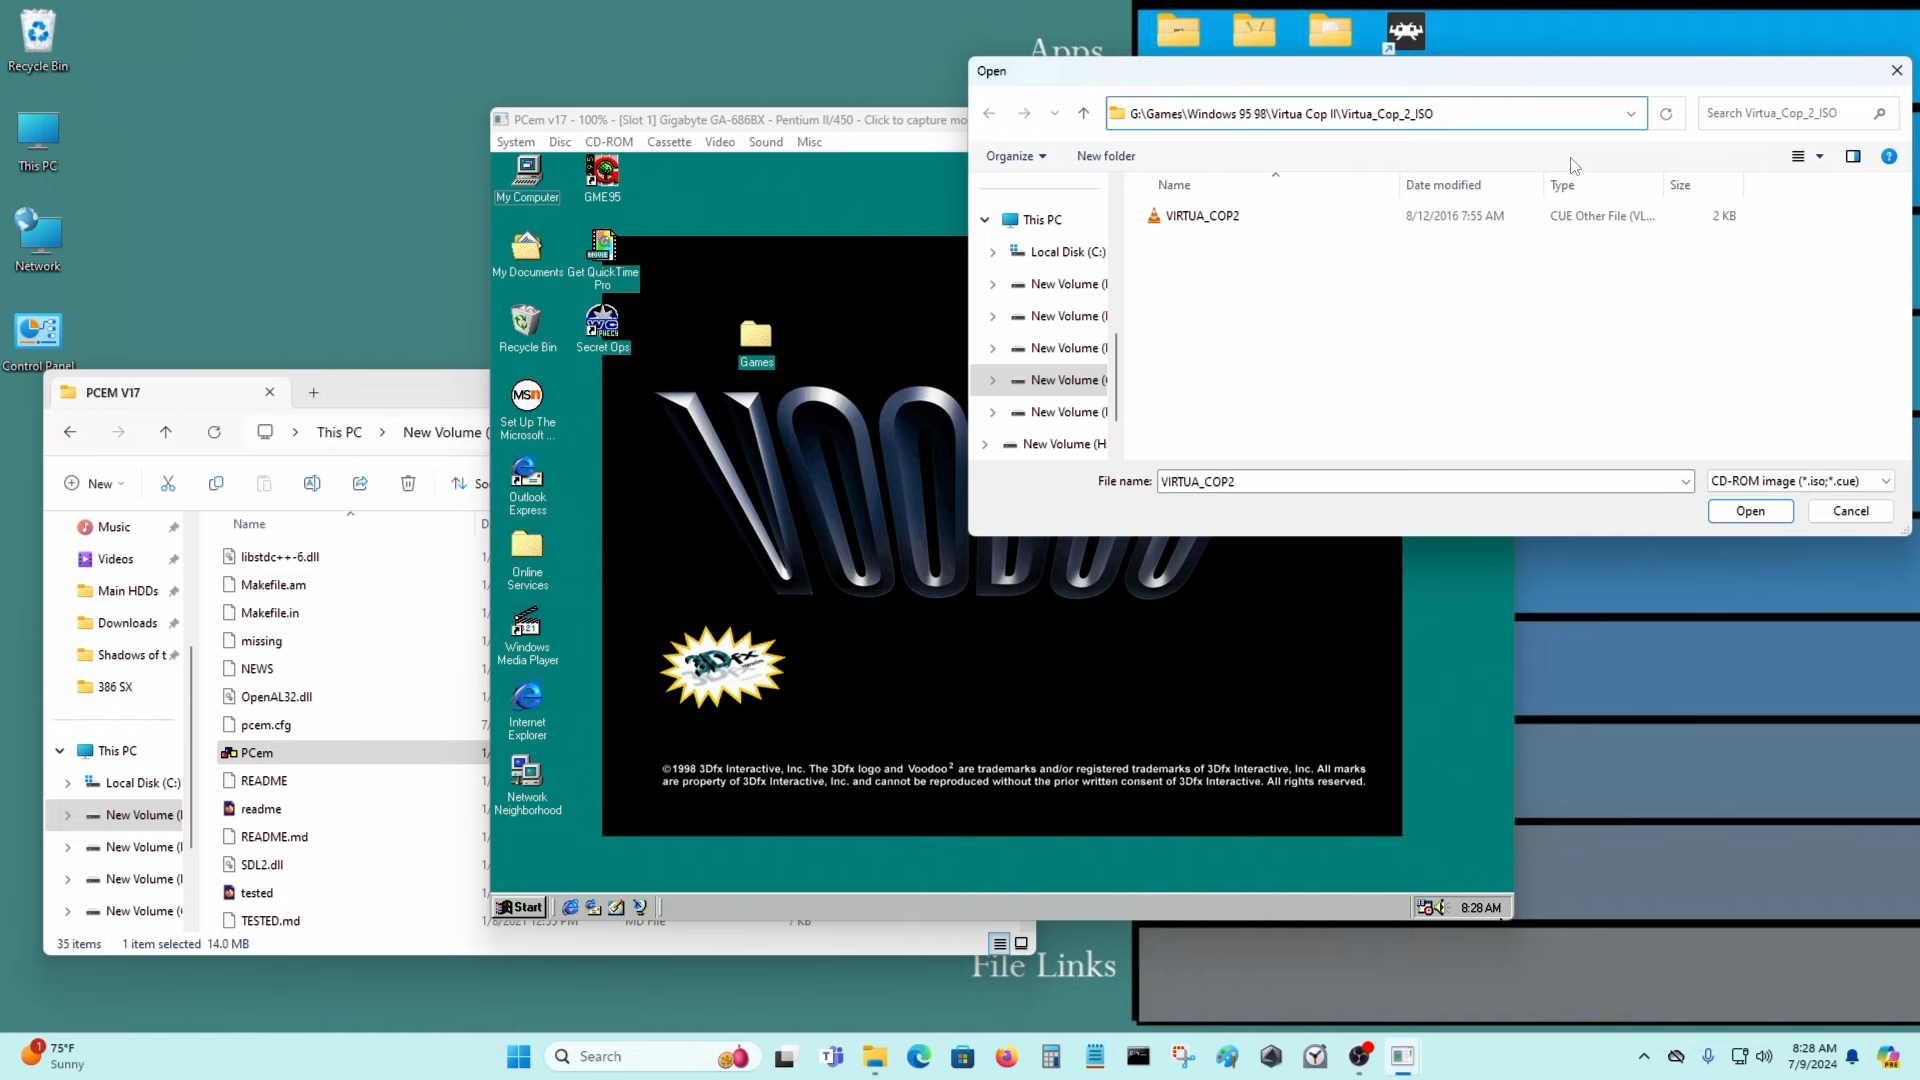 Recycle Bin
This PC
Network
Control Panel
Apps
File Links
PCEM V17
This PC
New Volume (
New
So
Name
D
Music
Videos
Main HDDs
Downloads
Shadows of t
386 SX
This PC
Local Disk (C:)
New Volume (
New Volume (
New Volume (
New Volume (
libstdc++-6.dll
Makefile.am
Makefile.in
missing
NEWS
OpenAL32.dll
pcem.cfg
PCem
README
readme
README.md
SDL2.dll
tested
TESTED.md
35 items 1 item selected 14.0 MB
PCem v17 - 100% - [Slot 1] Gigabyte GA-686BX - Pentium II/450 - Click to capture mo
System Disc CD-ROM Cassette Video Sound Misc
My Computer
GME95
My Documents
MOVIE
Get QuickTime
Pro
Recycle Bin
Secret Ops
Games
msn
Set Up The
Microsoft ...
Outlook
Express
Online
Services
Windows
Media Player
Internet
Explorer
Network
Neighborhood
VOODOO
3Dfx
Interactive
©1998 3Dfx Interactive, Inc. The 3Dfx logo and Voodoo2 are trademarks and/or registered trademarks of 3Dfx Interactive, Inc. All marks
are property of 3Dfx Interactive, Inc. and cannot be reproduced without the prior written consent of 3Dfx Interactive. All rights reserved.
Start
8:28 AM
Open
G:\Games\Windows 95 98\Virtua Cop II\Virtua_Cop_2_ISO
Search Virtua_Cop_2_ISO
Organize
New folder
Name
Date modified
Type
Size
This PC
Local Disk (C:)
New Volume (
New Volume (
New Volume (
New Volume (
New Volume (
New Volume (H
VIRTUA_COP2
8/12/2016 7:55 AM
CUE Other File (VL...
2 KB
File name:
VIRTUA_COP2
CD-ROM image (*.iso;*.cue)
Open
Cancel
1
75°F
Sunny
Search
8:28 AM
7/9/2024
PRE